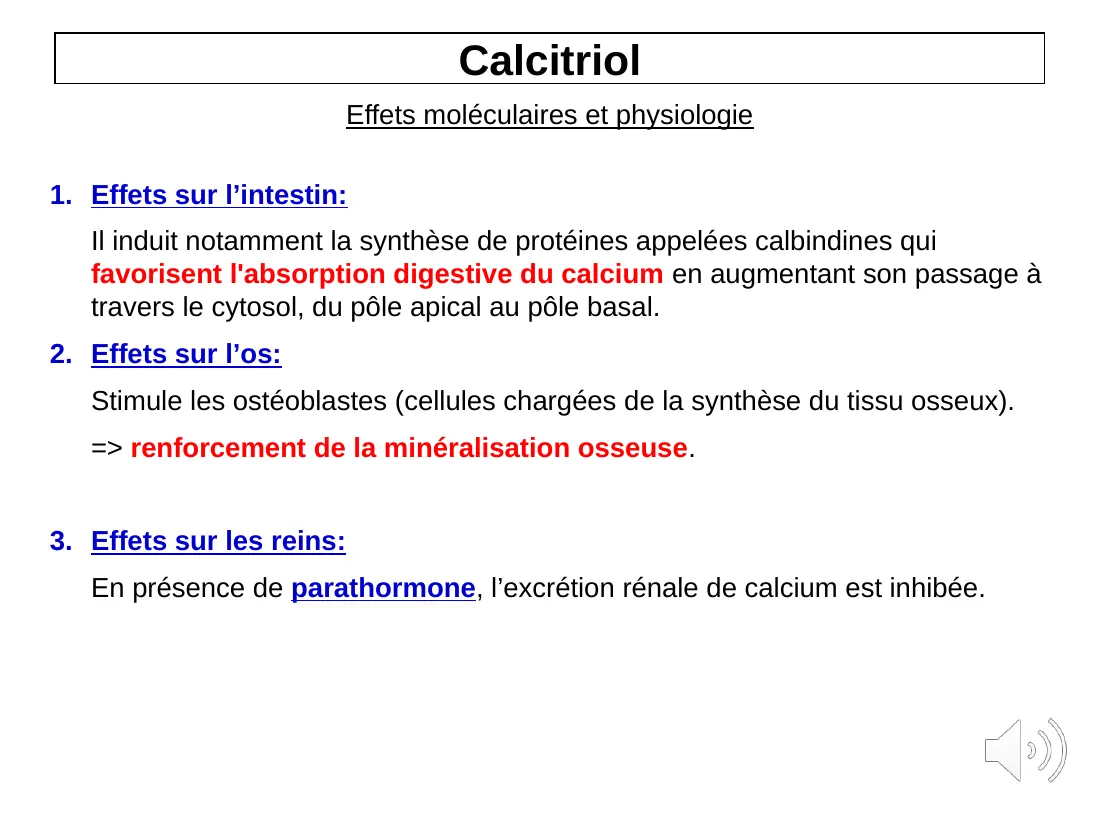 Calcitriol
Effets moléculaires et physiologie
1. Effets sur l’intestin:
Il induit notamment la synthèse de protéines appelées calbindines qui
favorisent l'absorption digestive du calcium en augmentant son passage à
travers le cytosol, du pôle apical au pôle basal.
2. Effets sur l’os:
Stimule les ostéoblastes (cellules chargées de la synthèse du tissu osseux).
=> renforcement de la minéralisation osseuse.
3. Effets sur les reins:
En présence de parathormone, l’excrétion rénale de calcium est inhibée.